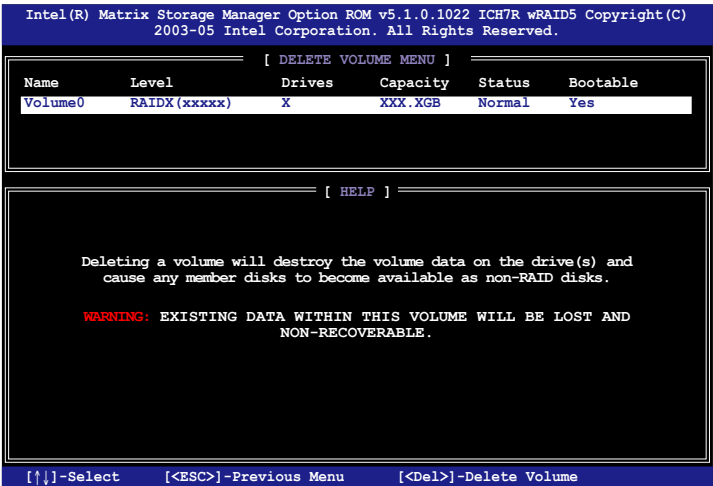 Intel(R) Matrix Storage Manager Option ROM v5.1.0.1022 ICH7R wRAID5 Copyright(C)
2003-05 Intel Corporation. All Rights Reserved.
[ DELETE VOLUME MENU ]
Name Level Drives Capacity Status Bootable
Volume0 RAIDX(xxxxx) X XXX.XGB Normal Yes
[ HELP ]
Deleting a volume will destroy the volume data on the drive(s) and
cause any member disks to become available as non-RAID disks.
WARNING: EXISTING DATA WITHIN THIS VOLUME WILL BE LOST AND
NON-RECOVERABLE.
[↑↓]-Select [<ESC>]-Previous Menu [<Del>]-Delete Volume